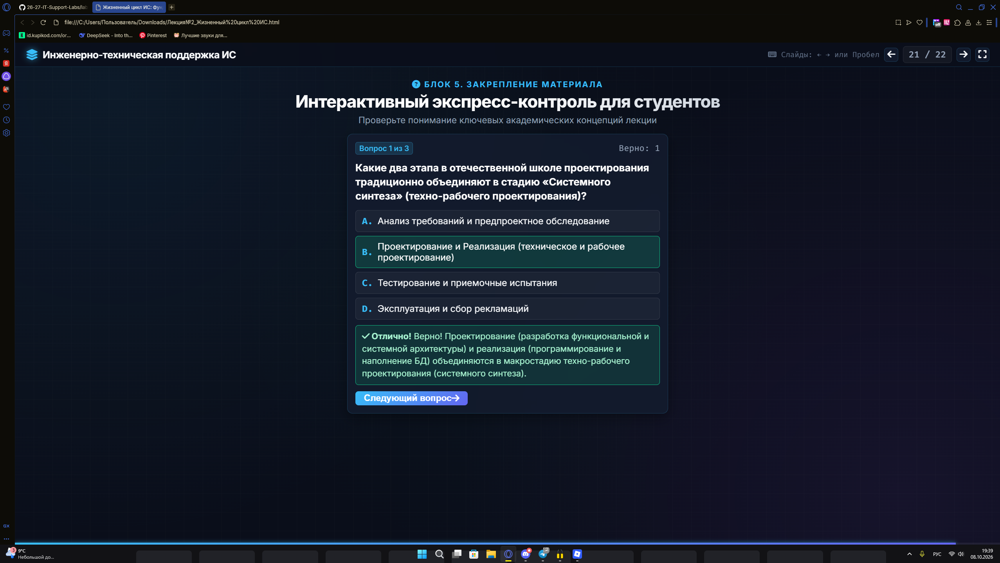 26-27-IT-Support-Labs/lab
Жизненный цикл ИС: Фун
file:///C:/Users/Пользователь/Downloads/Лекция№2_Жизненный%20цикл%20ИС.html
off
id.kupikod.com/or...
DeepSeek - Into th...
Pinterest
Лучшие звуки для...
Инженерно-техническая поддержка ИС
Слайды: ← → или Пробел
21 / 22
БЛОК 5. ЗАКРЕПЛЕНИЕ МАТЕРИАЛА
Интерактивный экспресс-контроль для студентов
Проверьте понимание ключевых академических концепций лекции
Вопрос 1 из 3
Верно: 1
Какие два этапа в отечественной школе проектирования
традиционно объединяют в стадию «Системного
синтеза» (техно-рабочего проектирования)?
A. Анализ требований и предпроектное обследование
B. Проектирование и Реализация (техническое и рабочее
проектирование)
C. Тестирование и приемочные испытания
D. Эксплуатация и сбор рекламаций
Отлично! Верно! Проектирование (разработка функциональной и
системной архитектуры) и реализация (программирование и
наполнение БД) объединяются в макростадию техно-рабочего
проектирования (системного синтеза).
Следующий вопрос→
GX
3
9°C
Небольшой до...
2
РУС
19:39
08.10.2026